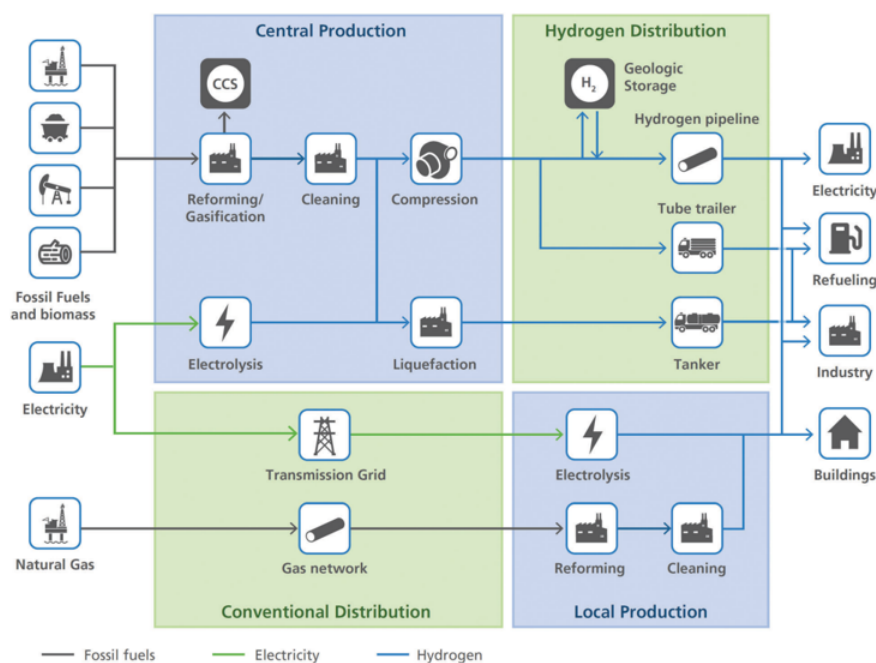 Central Production
Hydrogen Distribution
CCS
H2
Geologic
Storage
Hydrogen pipeline
Reforming/
Gasification
Cleaning
Compression
Electricity
Tube trailer
Refueling
Fossil Fuels
and biomass
Electrolysis
Liquefaction
Tanker
Industry
Electricity
Transmission Grid
Electrolysis
Buildings
Natural Gas
Gas network
Reforming
Cleaning
Conventional Distribution
Local Production
Fossil fuels
Electricity
Hydrogen